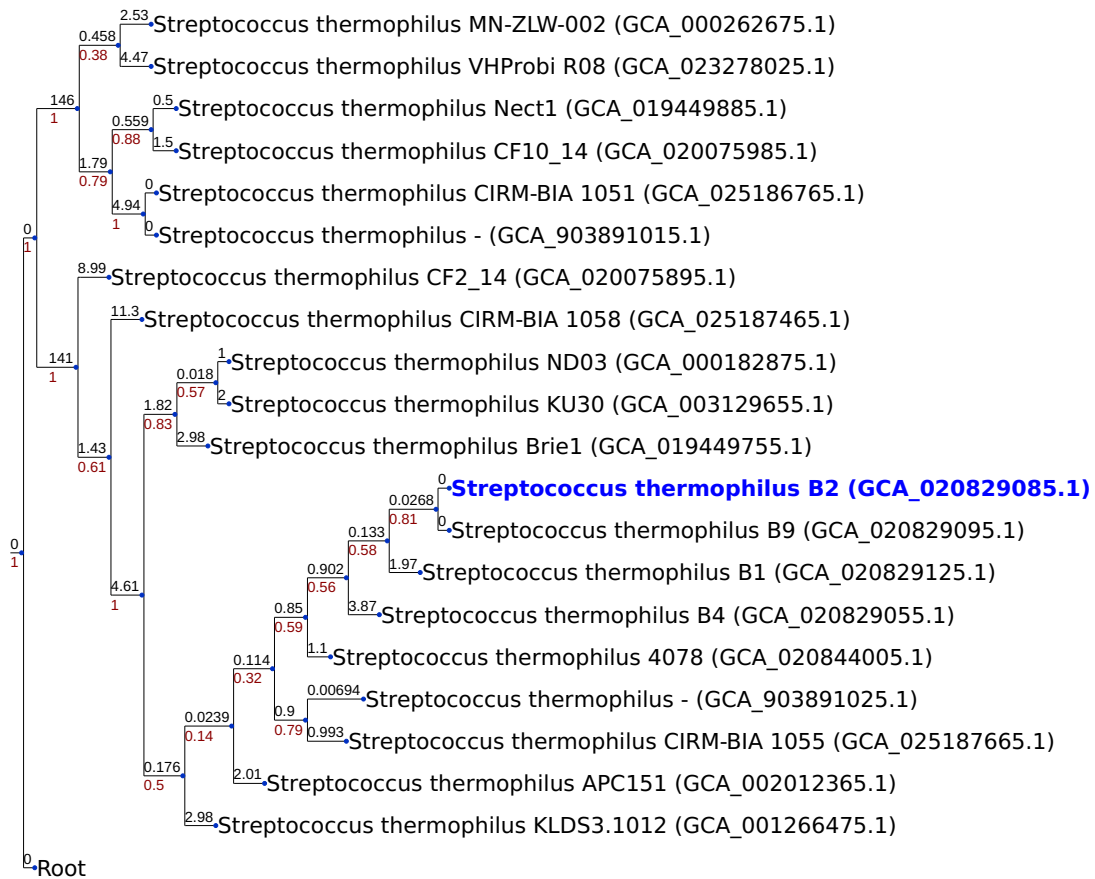 2.53
Streptococcus thermophilus MN-ZLW-002 (GCA_000262675.1)
0.458
0.38
4.47
Streptococcus thermophilus VHProbi R08 (GCA_023278025.1)
146
1
0.5
Streptococcus thermophilus Nect1 (GCA_019449885.1)
0.559
0.88
1.5
Streptococcus thermophilus CF10_14 (GCA_020075985.1)
1.79
0.79
0
Streptococcus thermophilus CIRM-BIA 1051 (GCA_025186765.1)
4.94
1
0
Streptococcus thermophilus - (GCA_903891015.1)
0
1
8.99
Streptococcus thermophilus CF2_14 (GCA_020075895.1)
11.3
Streptococcus thermophilus CIRM-BIA 1058 (GCA_025187465.1)
141
1
1
Streptococcus thermophilus ND03 (GCA_000182875.1)
0.018
0.57
2
Streptococcus thermophilus KU30 (GCA_003129655.1)
1.82
0.83
2.98
Streptococcus thermophilus Brie1 (GCA_019449755.1)
1.43
0.61
0
Streptococcus thermophilus B2 (GCA_020829085.1)
0.0268
0.81
0
Streptococcus thermophilus B9 (GCA_020829095.1)
0.133
0.58
1.97
Streptococcus thermophilus B1 (GCA_020829125.1)
0
1
0.902
0.56
4.61
1
3.87
Streptococcus thermophilus B4 (GCA_020829055.1)
0.85
0.59
1.1
Streptococcus thermophilus 4078 (GCA_020844005.1)
0.114
0.32
0.00694
Streptococcus thermophilus - (GCA_903891025.1)
0.9
0.79
0.993
Streptococcus thermophilus CIRM-BIA 1055 (GCA_025187665.1)
0.0239
0.14
2.01
Streptococcus thermophilus APC151 (GCA_002012365.1)
0.176
0.5
2.98
Streptococcus thermophilus KLDS3.1012 (GCA_001266475.1)
0
Root